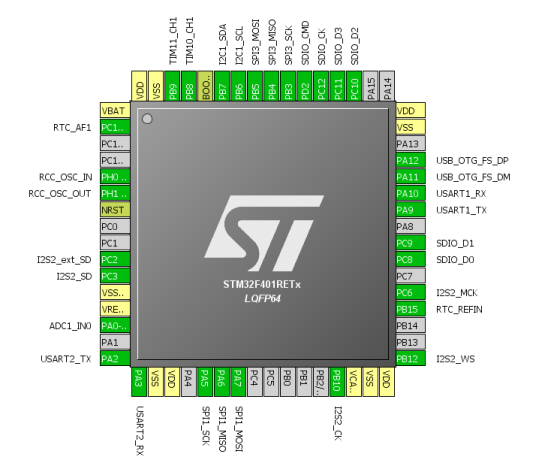 TIM11_CH1
TIM10_CH1
I2C1_SDA
I2C1_SCL
SPI3_MOSI
SPI3_MISO
SPI3_SCK
SDIO_CMD
SDIO_CK
SDIO_D3
SDIO_D2
VDD
VSS
PB9
PB8
BOO..
PB7
PB6
PB5
PB4
PB3
PD2
PC12
PC11
PC10
PA15
PA14
VBAT
RTC_AF1 PC1..
PC1..
PC1..
RCC_OSC_IN PH0..
RCC_OSC_OUT PH1..
NRST
PC0
PC1
I2S2_ext_SD PC2
I2S2_SD PC3
VSS..
VRE..
ADC1_IN0 PA0-..
PA1
USART2_TX PA2
ST
STM32F401RETx
LQFP64
VDD
VSS
PA13
PA12 USB_OTG_FS_DP
PA11 USB_OTG_FS_DM
PA10 USART1_RX
PA9 USART1_TX
PA8
PC9 SDIO_D1
PC8 SDIO_D0
PC7
PC6 I2S2_MCK
PB15 RTC_REFIN
PB14
PB13
PB12 I2S2_WS
PA3
VSS
VDD
PA4
PA5
PA6
PA7
PC4
PC5
PB0
PB1
PB2/..
PB10
VCA..
VSS
VDD
USART2_RX
SPI1_SCK
SPI1_MISO
SPI1_MOSI
I2S2_CK